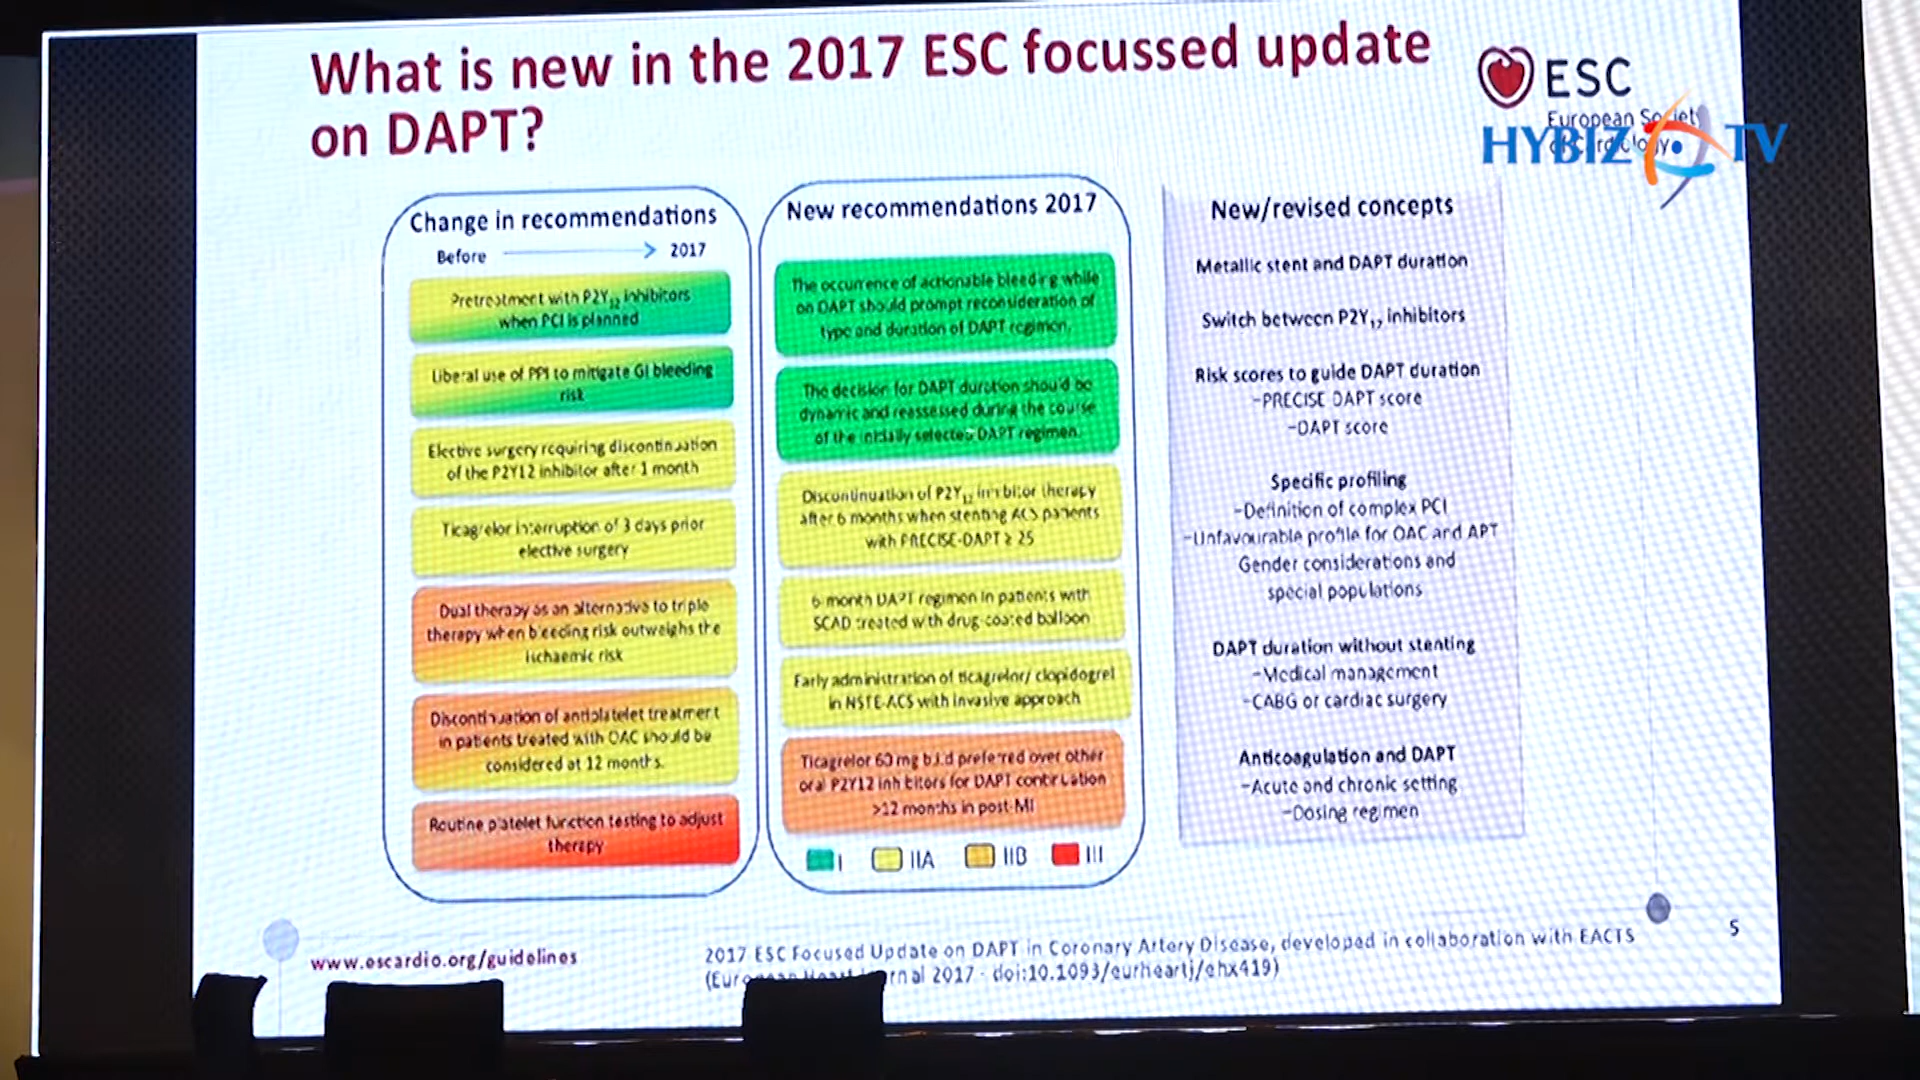 What is new in the 2017 ESC focussed update
on DAPT?
ESC
European Society
of Cardiology
HYBIZ TV
Change in recommendations
Before
2017
Pretreatment with P2Y₁₂ inhibitors
when PCI is planned
Liberal use of PPI to mitigate GI bleeding
risk
Elective surgery requiring discontinuation
of the P2Y12 inhibitor after 1 month
Ticagrelor interruption of 3 days prior
elective surgery
Dual therapy as an alternative to triple
therapy when bleeding risk outweighs the
ischaemic risk
Discontinuation of antiplatelet treatment
in patients treated with OAC should be
considered at 12 months.
Routine platelet function testing to adjust
therapy
New recommendations 2017
The occurrence of actionable bleeding while
on DAPT should prompt reconsideration of
type and duration of DAPT regimen.
The decision for DAPT duration should be
dynamic and reassessed during the course
of the initially selected DAPT regimen.
Discontinuation of P2Y₁₂ inhibitor therapy
after 6 months when stenting ACS patients
with PRECISE-DAPT ≥ 25
6-month DAPT regimen in patients with
SCAD treated with drug-coated balloon
Early administration of ticagrelor/ clopidogrel
in NSTE-ACS with invasive approach
Ticagrelor 60 mg b.i.d preferred over other
oral P2Y12 inhibitors for DAPT continuation
>12 months in post-MI
I IIA IIB III
New/revised concepts
Metallic stent and DAPT duration
Switch between P2Y₁₂ inhibitors
Risk scores to guide DAPT duration
-PRECISE DAPT score
-DAPT score
Specific profiling
-Definition of complex PCI
-Unfavourable profile for OAC and APT
Gender considerations and
special populations
DAPT duration without stenting
-Medical management
-CABG or cardiac surgery
Anticoagulation and DAPT
-Acute and chronic setting
-Dosing regimen
www.escardio.org/guidelines
2017 ESC Focused Update on DAPT in Coronary Artery Disease, developed in collaboration with EACTS
(European Heart Journal 2017 - doi:10.1093/eurheartj/ehx419)
5